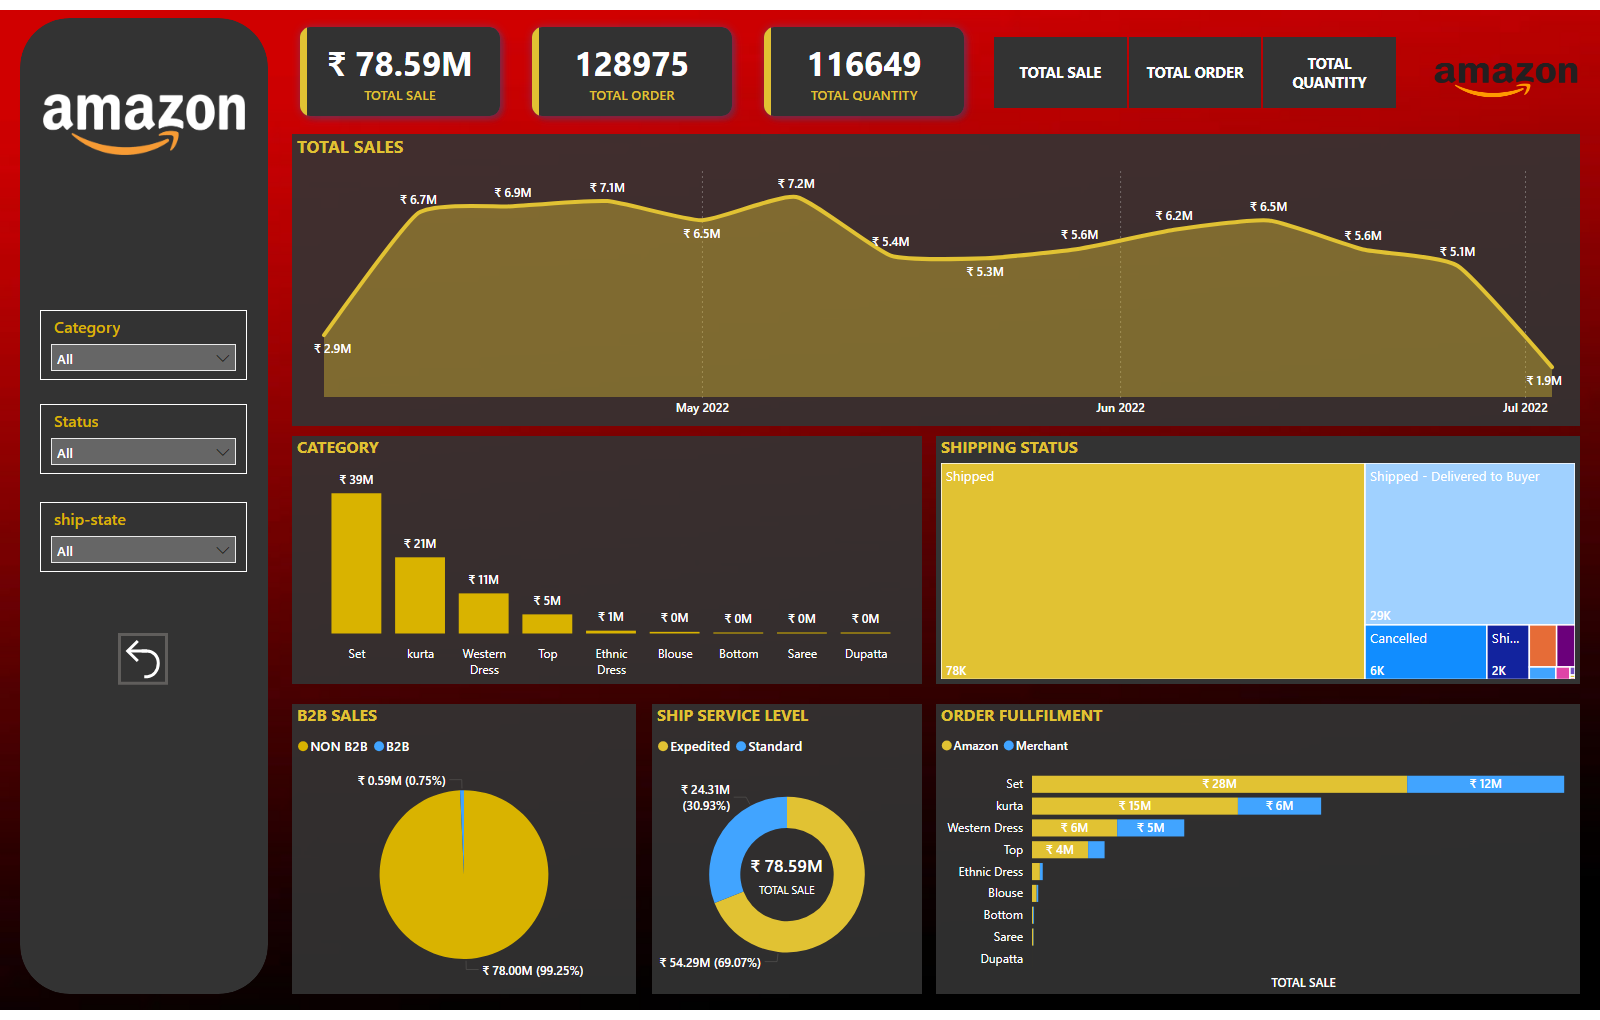 amazon
Category
All
Status
All
ship-state
All
₹ 78.59M
TOTAL SALE
128975
TOTAL ORDER
116649
TOTAL QUANTITY
TOTAL SALE
TOTAL ORDER
TOTAL
QUANTITY
amazon
TOTAL SALES
₹ 2.9M
₹ 6.7M
₹ 6.9M
₹ 7.1M
₹ 6.5M
₹ 7.2M
₹ 5.4M
₹ 5.3M
₹ 5.6M
₹ 6.2M
₹ 6.5M
₹ 5.6M
₹ 5.1M
₹ 1.9M
May 2022
Jun 2022
Jul 2022
CATEGORY
₹ 39M
₹ 21M
₹ 11M
₹ 5M
₹ 1M
₹ 0M
₹ 0M
₹ 0M
₹ 0M
Set
kurta
Western
Dress
Top
Ethnic
Dress
Blouse
Bottom
Saree
Dupatta
SHIPPING STATUS
Shipped
78K
Shipped - Delivered to Buyer
29K
Cancelled
6K
Shi...
2K
B2B SALES
NON B2B
B2B
₹ 0.59M (0.75%)
₹ 78.00M (99.25%)
SHIP SERVICE LEVEL
Expedited
Standard
₹ 24.31M
(30.93%)
₹ 78.59M
TOTAL SALE
₹ 54.29M (69.07%)
ORDER FULLFILMENT
Amazon
Merchant
Set ₹ 28M ₹ 12M
kurta ₹ 15M ₹ 6M
Western Dress ₹ 6M ₹ 5M
Top ₹ 4M
Ethnic Dress
Blouse
Bottom
Saree
Dupatta
TOTAL SALE